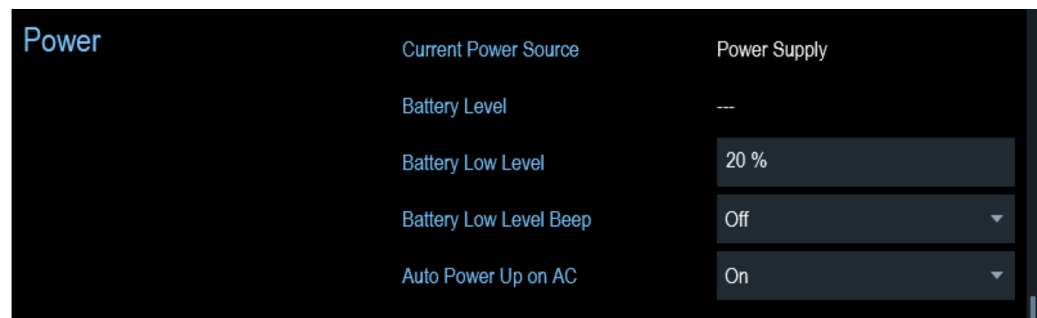 Power
Current Power Source Power Supply
Battery Level ---
Battery Low Level 20 %
Battery Low Level Beep Off
Auto Power Up on AC On